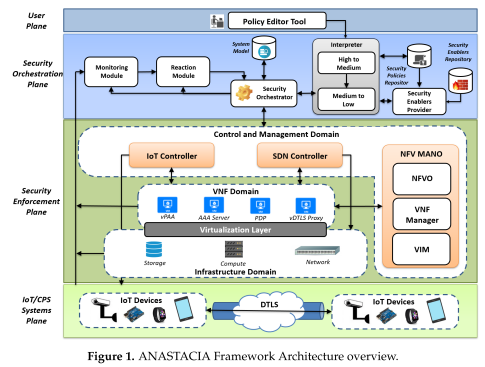 User
Plane
Policy Editor Tool
Security
Orchestration
Plane
Monitoring
Module
Reaction
Module
System
Model
Security
Orchestrator
Interpreter
High to
Medium
Medium to
Low
Security
Policies
Repositor
Security
Enablers
Repository
Security
Enablers
Provider
Security
Enforcement
Plane
Control and Management Domain
IoT Controller
SDN Controller
NFV MANO
NFVO
VNF
Manager
VIM
VNF Domain
vPAA
AAA Server
PDP
vDTLS Proxy
Virtualization Layer
Storage
Compute
Network
Infrastructure Domain
IoT/CPS
Systems
Plane
IoT Devices
DTLS
IoT Devices
Figure 1. ANASTACIA Framework Architecture overview.